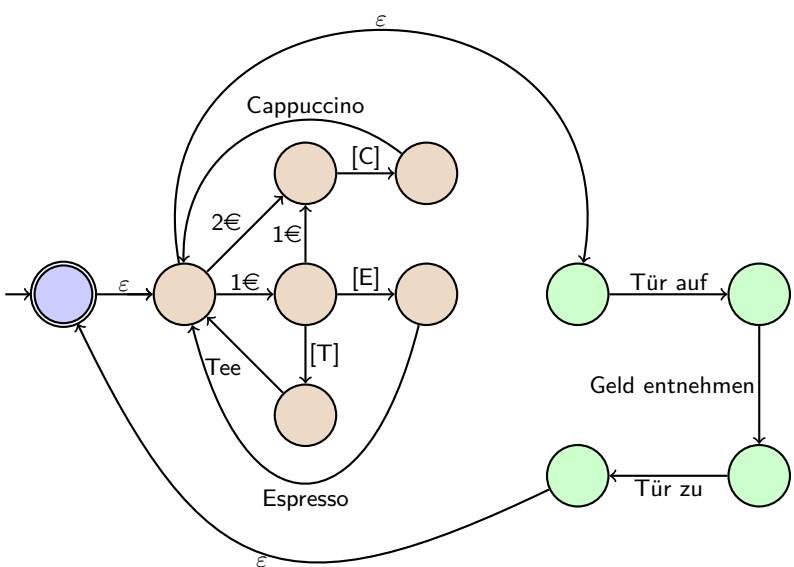 ε
Cappuccino
[C]
2€
1€
ε
1€
[E]
Tür auf
Tee
[T]
Geld entnehmen
Espresso
Tür zu
ε